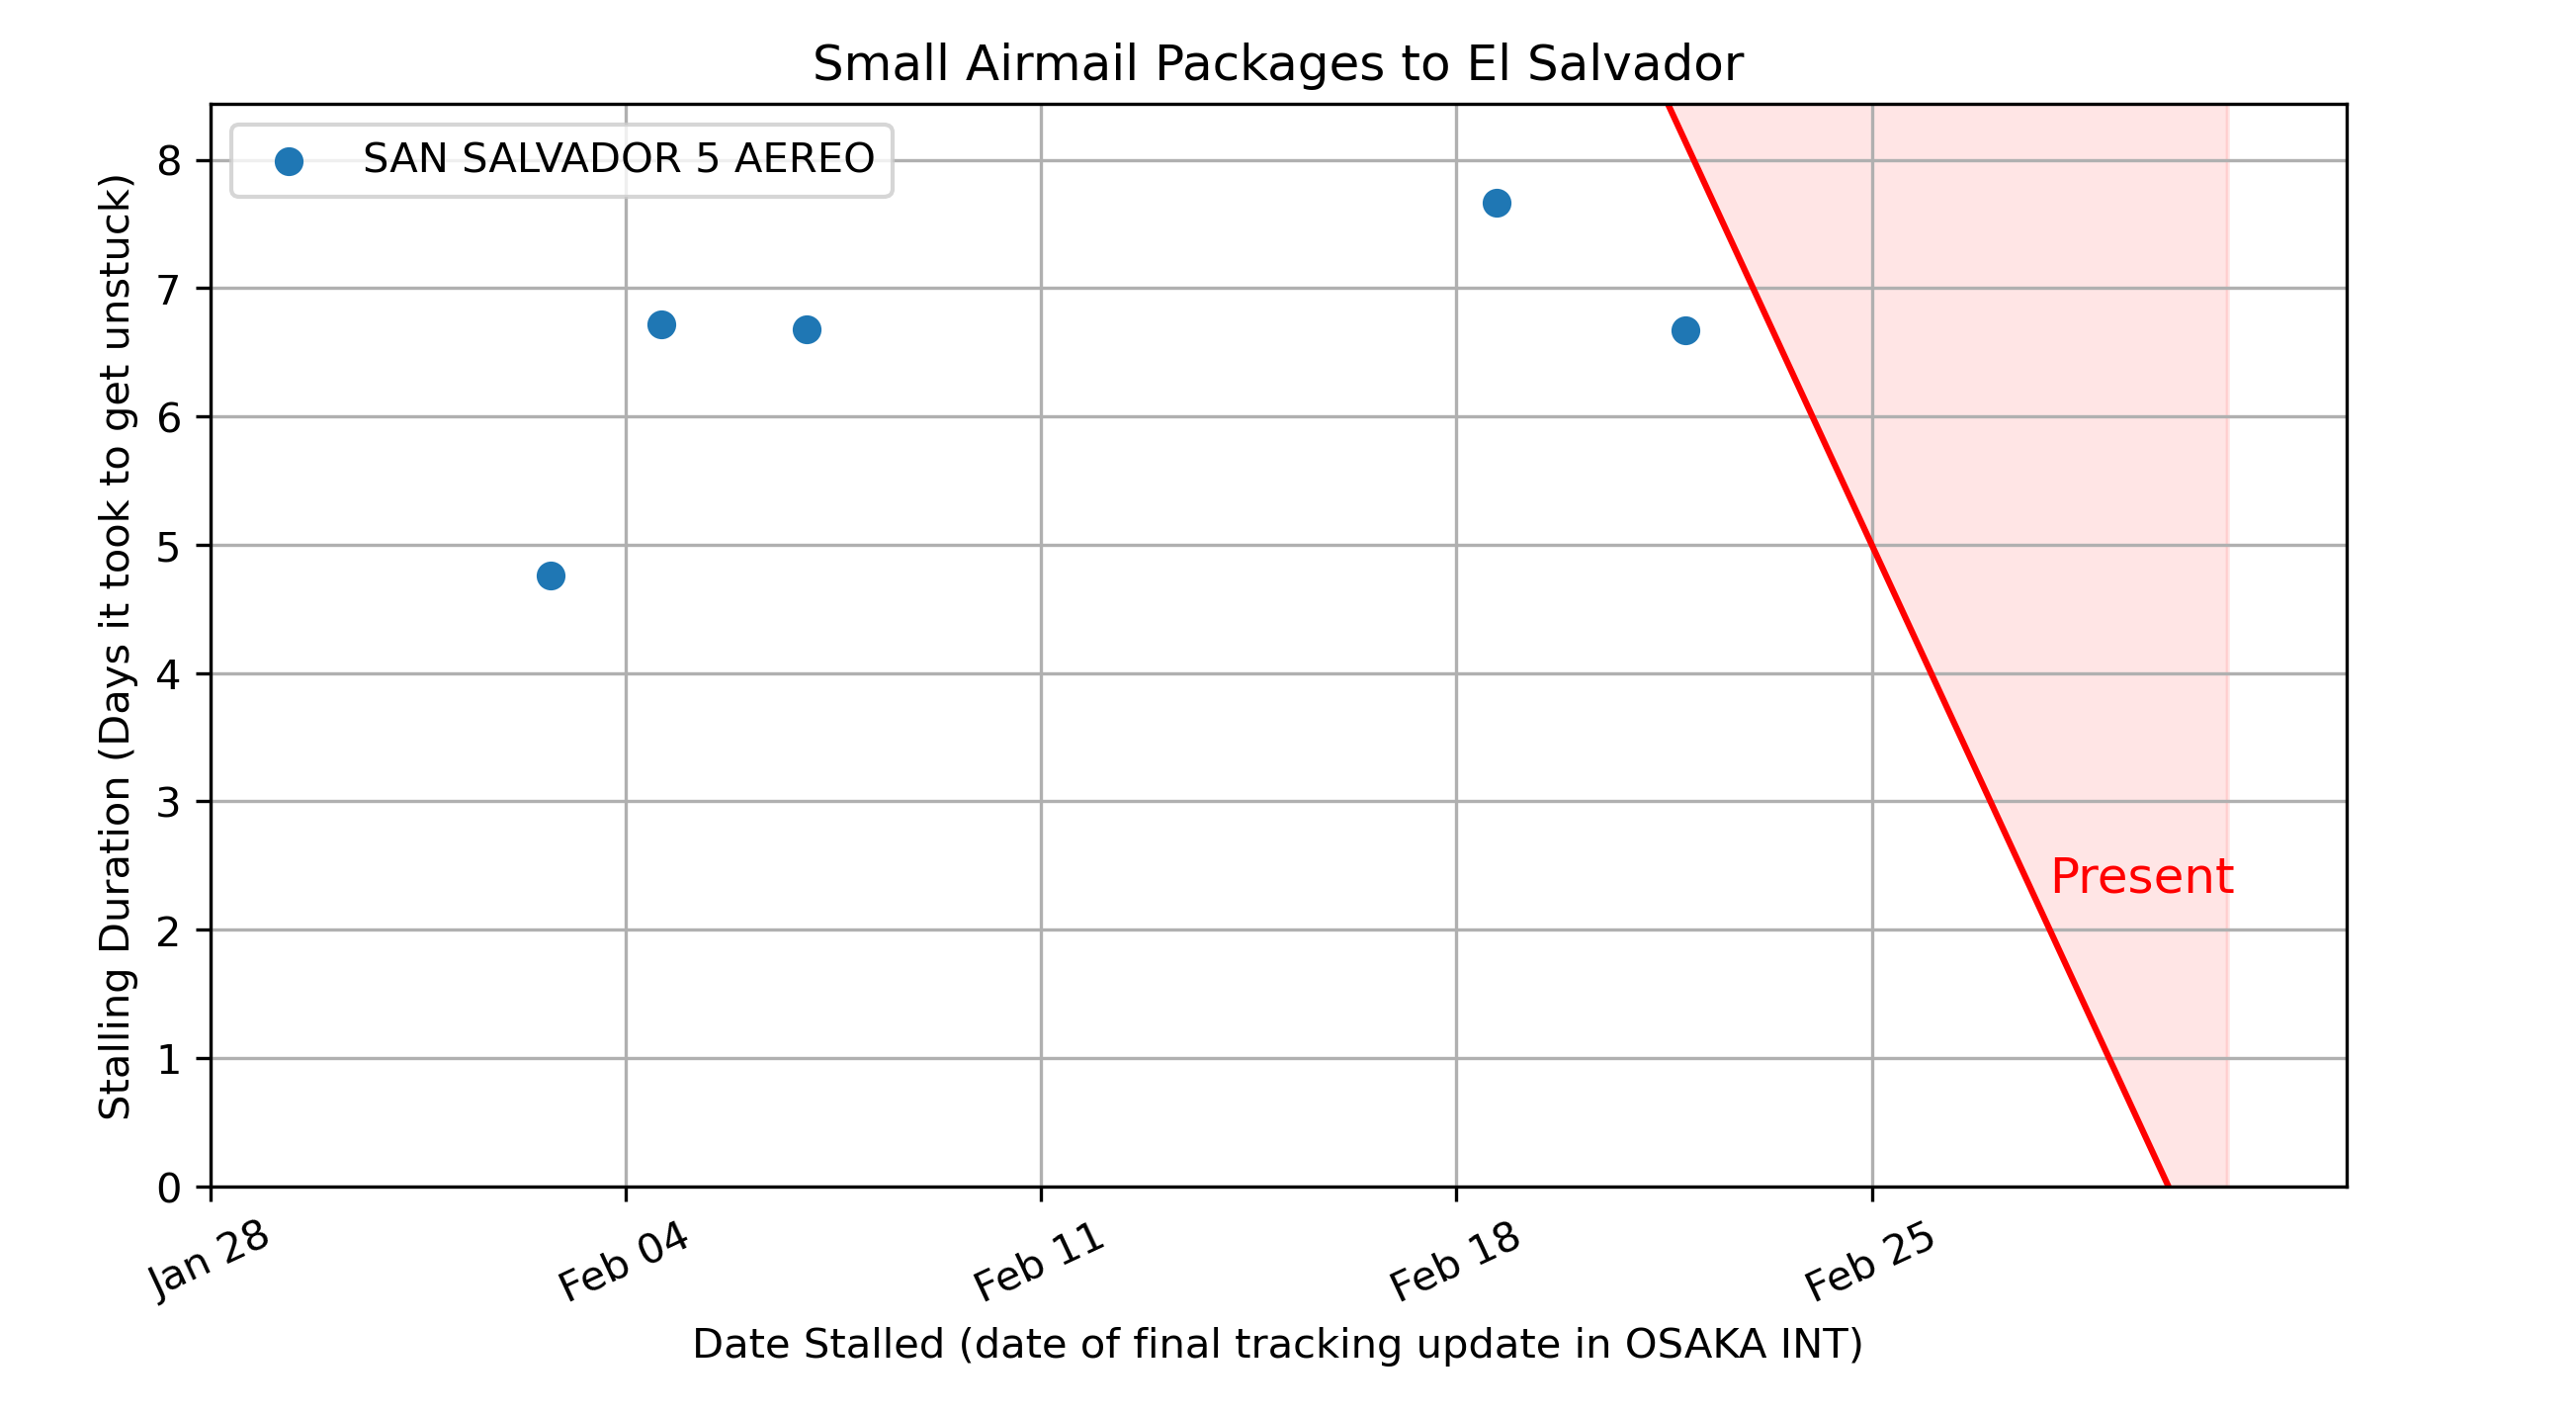 Small Airmail Packages to El Salvador
SAN SALVADOR 5 AEREO
Stalling Duration (Days it took to get unstuck)
8
7
6
5
4
3
2
1
0
Present
Jan 28
Feb 04
Feb 11
Feb 18
Feb 25
Date Stalled (date of final tracking update in OSAKA INT)